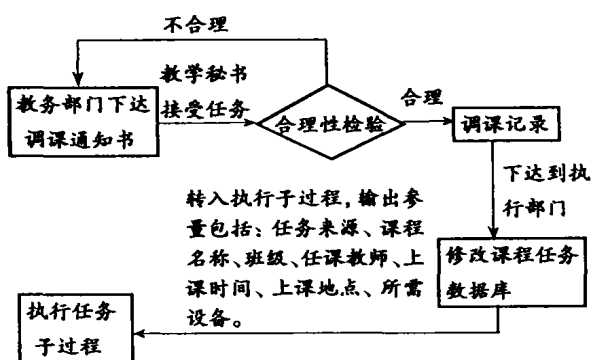 不合理
教务部门下达
调课通知书
教学秘书
接受任务
合理性检验
合理
调课记录
下达到执
行部门
转入执行子过程,输出参
量包括:任务来源、课程
名称、班级、任课教师、上
课时间、上课地点、所需
设备。
修改课程任务
数据库
执行任务
子过程